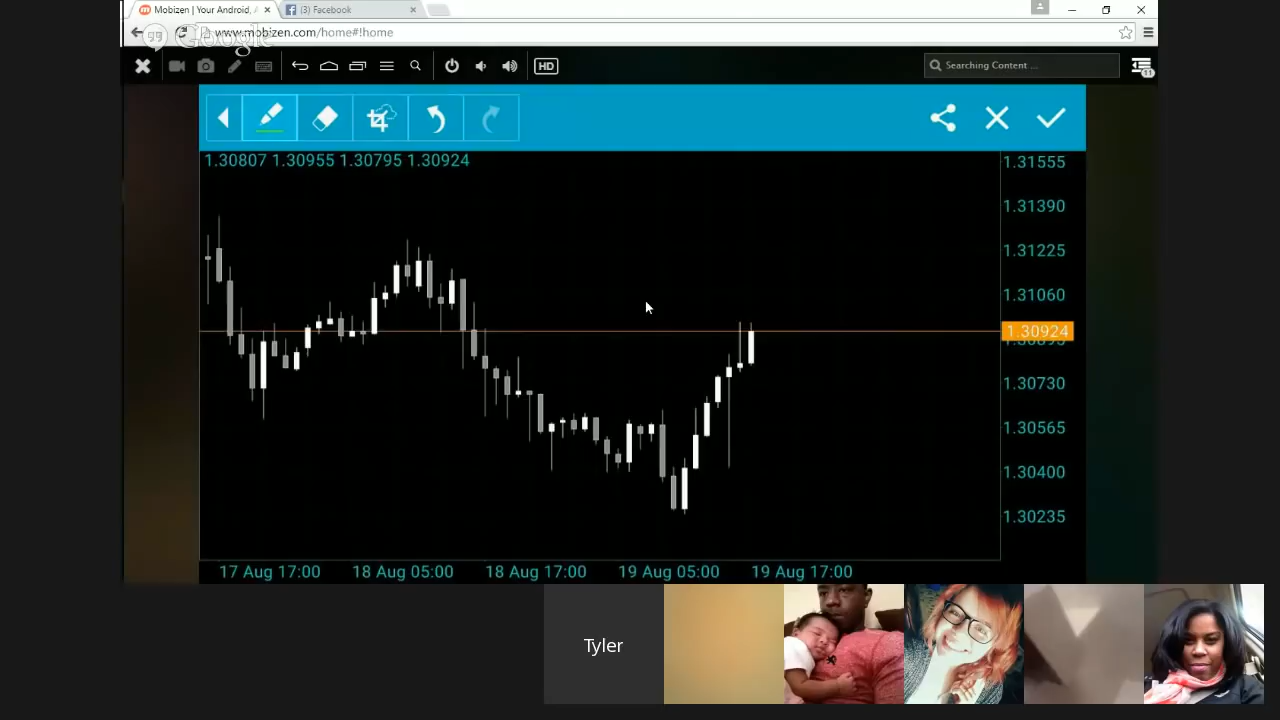 Mobizen | Your Android, A
(3) Facebook
Google
www.mobizen.com/home#!home
HD
Searching Content ...
11
1.30807 1.30955 1.30795 1.30924
1.31555
1.31390
1.31225
1.31060
1.30924
1.30730
1.30565
1.30400
1.30235
17 Aug 17:00 18 Aug 05:00 18 Aug 17:00 19 Aug 05:00 19 Aug 17:00
Tyler